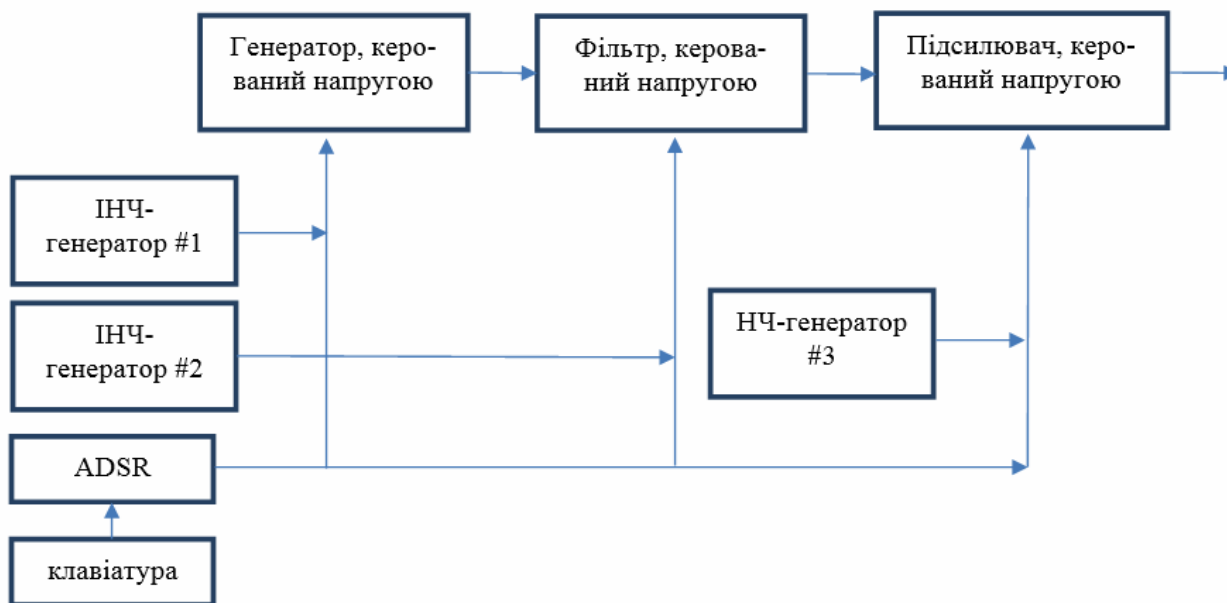 Генератор, керо-
ваний напругою
Фільтр, керова-
ний напругою
Підсилювач, керо-
ваний напругою
ІНЧ-
генератор #1
ІНЧ-
генератор #2
НЧ-генератор
#3
ADSR
клавіатура